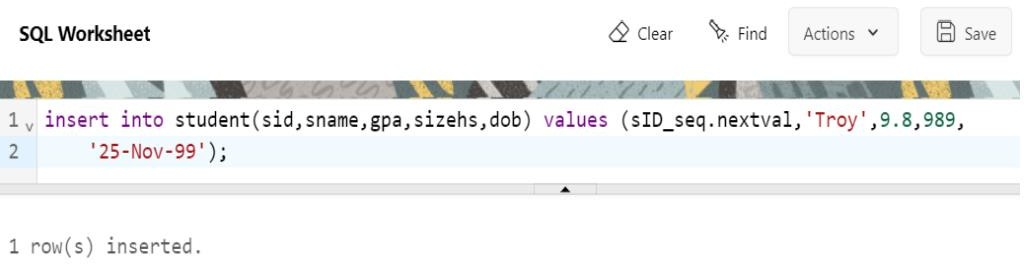 SQL Worksheet
Clear Find Actions Save
1 insert into student(sid,sname,gpa,sizehs,dob) values (sID_seq.nextval,'Troy',9.8,989,
2 '25-Nov-99');
1 row(s) inserted.